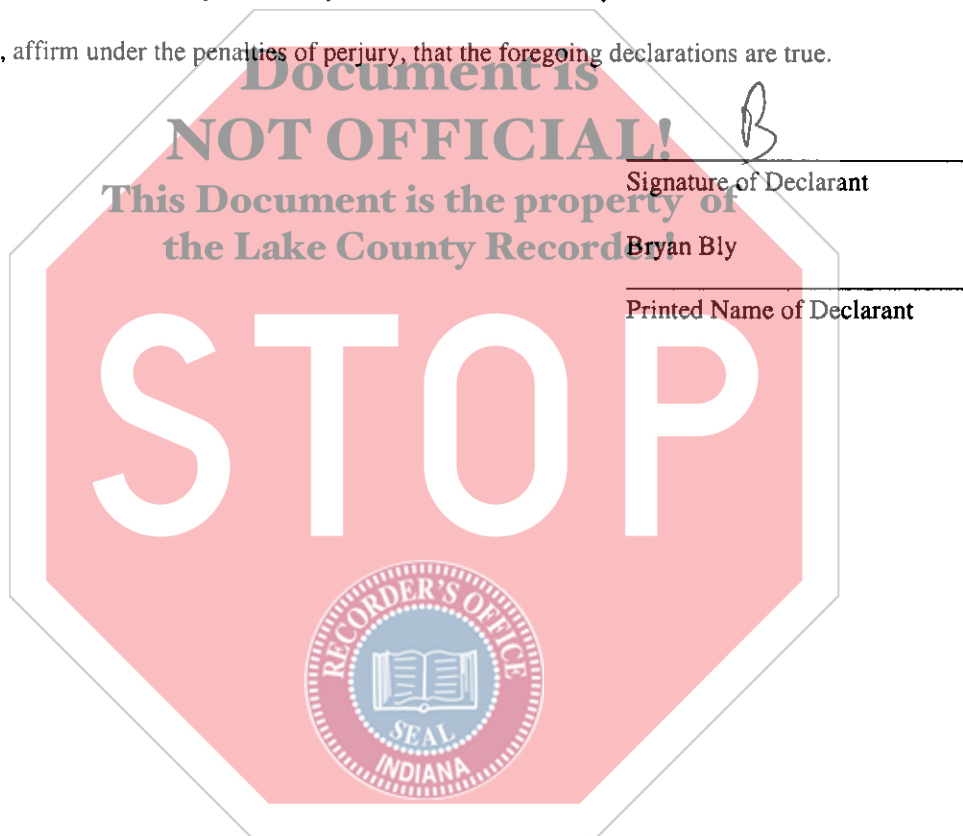 , affirm under the penalties of perjury, that the foregoing declarations are true.
Document is
NOT OFFICIAL!
This Document is the property of
the Lake County Recorder!
B
Signature of Declarant
Bryan Bly
Printed Name of Declarant
STOP
RECORDER'S OFFICE
SEAL
INDIANA